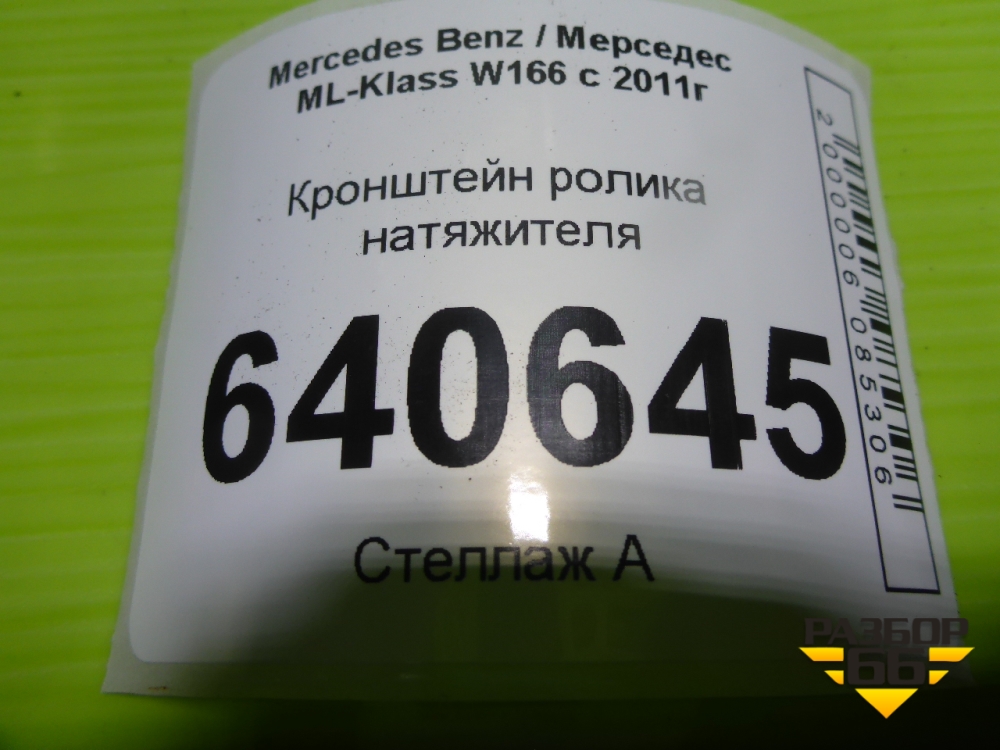 Mercedes Benz / Мерседес
ML-Klass W166 с 2011г
Кронштейн ролика
натяжителя
640645
Стеллаж А
2000006085306
РАЗБОР
66